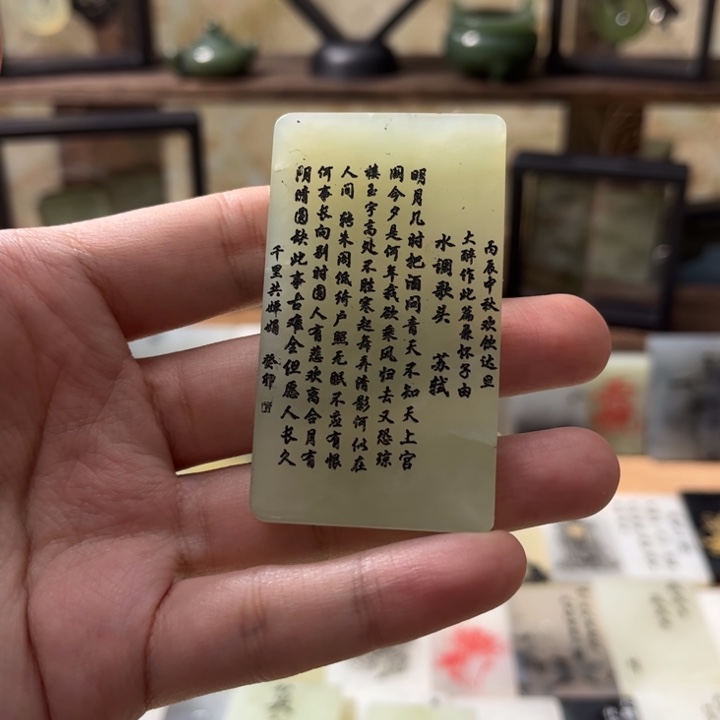 丙辰中秋欢饮达旦
大醉作此篇兼怀子由
水调歌头 苏轼
明月几时把酒问青天不知天上宫
阙今夕是何年我欲乘风归去又恐琼
楼玉宇高处不胜寒起舞弄清影何似在
人间 转朱阁低绮户照无眠不应有恨
何事长向别时圆人有悲欢离合月有
阴晴圆缺此事古难全但愿人长久
千里共婵娟 癸卯